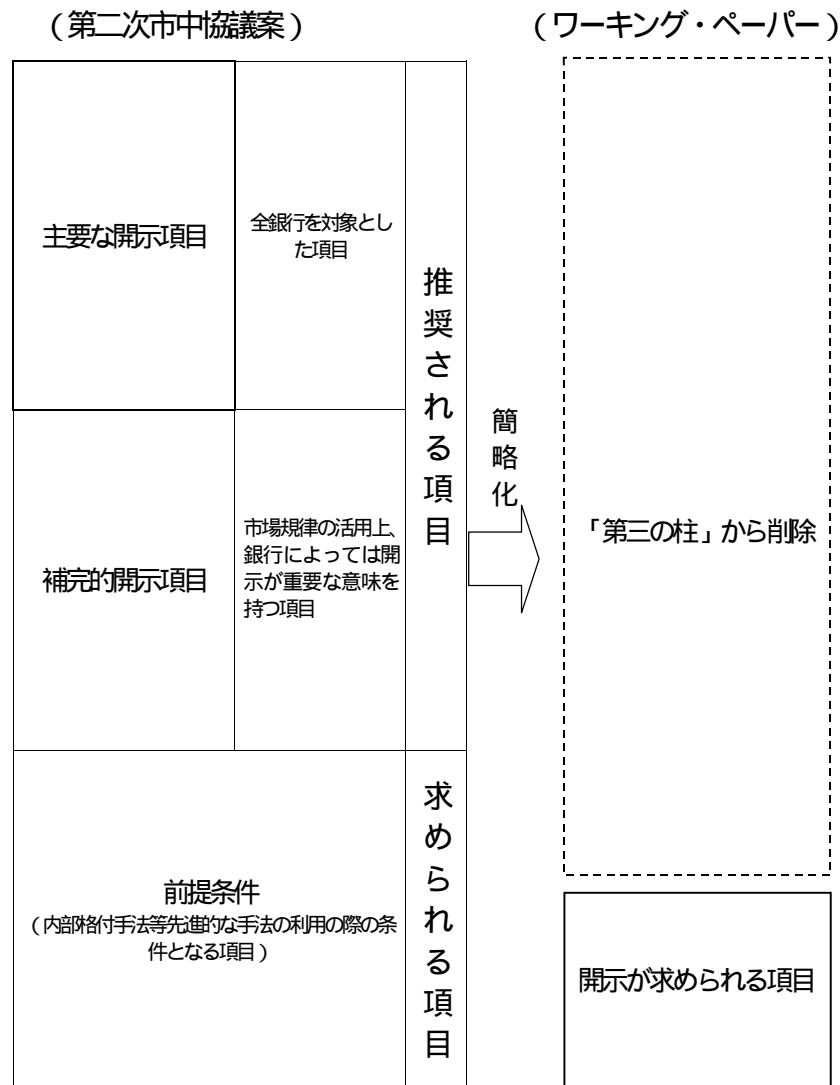 （第二次市中協議案）
（ワーキング・ペーパー）
主要な開示項目
全銀行を対象とし
た項目
推奨される項目
補完的開示項目
市場規律の活用上、
銀行によっては開
示が重要な意味を
持つ項目
簡略化
「第三の柱」から削除
前提条件
（内部格付手法等先進的な手法の利用の際の条
件となる項目）
求められる項目
開示が求められる項目